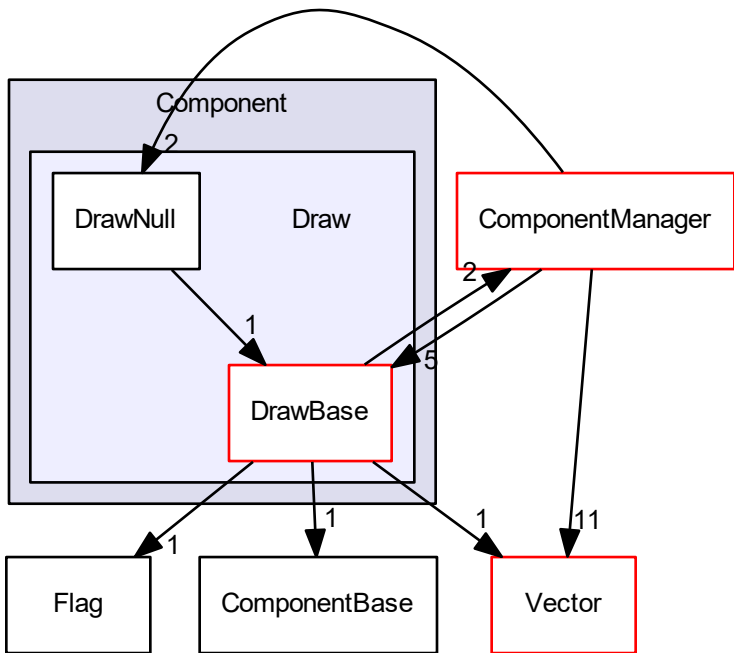 Component
2
DrawNull
Draw
ComponentManager
2
1
5
DrawBase
1
1
1
11
Flag
ComponentBase
Vector